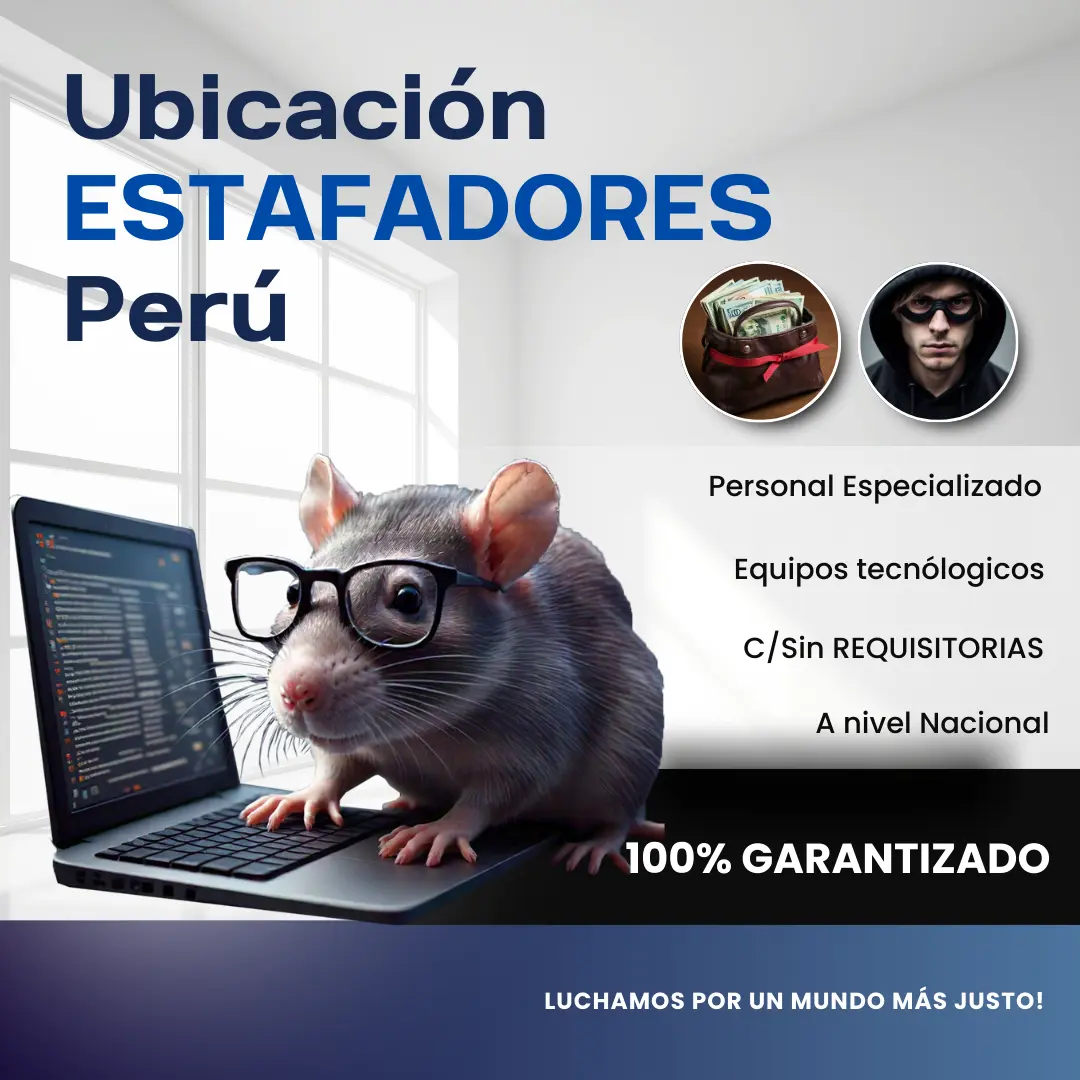 Ubicación
ESTAFADORES
Perú
Personal Especializado
Equipos tecnólogicos
C/Sin REQUISITORIAS
A nivel Nacional
100% GARANTIZADO
LUCHAMOS POR UN MUNDO MÁS JUSTO!